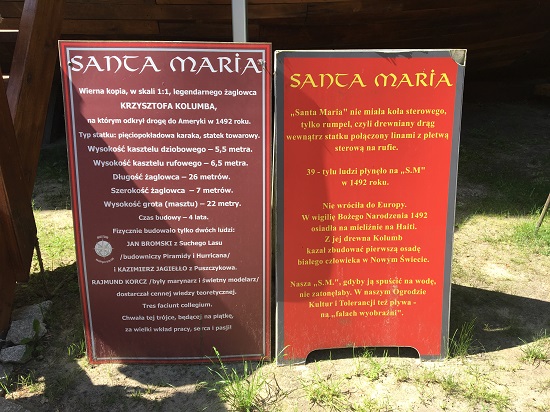 SANTA MARIA
Wierna kopia, w skali 1:1, legendarnego żaglowca
KRZYSZTOFA KOLUMBA,
na którym odkrył drogę do Ameryki w 1492 roku.
Typ statku: pięciopokładowa karaka, statek towarowy.
Wysokość kasztelu dziobowego – 5,5 metra.
Wysokość kasztelu rufowego – 6,5 metra.
Długość żaglowca – 26 metrów.
Szerokość żaglowca – 7 metrów.
Wysokość grota (masztu) – 22 metry.
Czas budowy – 4 lata.
Fizycznie budowało tylko dwóch ludzi:
JAN BROMSKI z Suchego Lasu
/budowniczy Piramidy i Hurricana/
i KAZIMIERZ JAGIEŁŁO z Puszczykowa.
RAJMUND KORCZ /były marynarz i świetny modelarz/
dostarczał cennej wiedzy teoretycznej.
Tres faciunt collegium.
Chwała tej trójce, będącej na piątkę,
za wielki wkład pracy, se rca i pasji!
SANTA MARIA
„Santa Maria" nie miała koła sterowego,
tylko rumpel, czyli drewniany drąg
wewnątrz statku połączony linami z płetwą
sterową na rufie.
39 - tylu ludzi płynęło na „S.M"
w 1492 roku.
Nie wróciła do Europy.
W wigilię Bożego Narodzenia 1492
osiadła na mieliźnie na Haiti.
Z jej drewna Kolumb
kazał zbudować pierwszą osadę
białego człowieka w Nowym Świecie.
Nasza „S.M.", gdyby ją spuścić na wodę,
nie zatonęłaby. W naszym Ogrodzie
Kultur i Tolerancji też pływa -
na „falach wyobraźni".